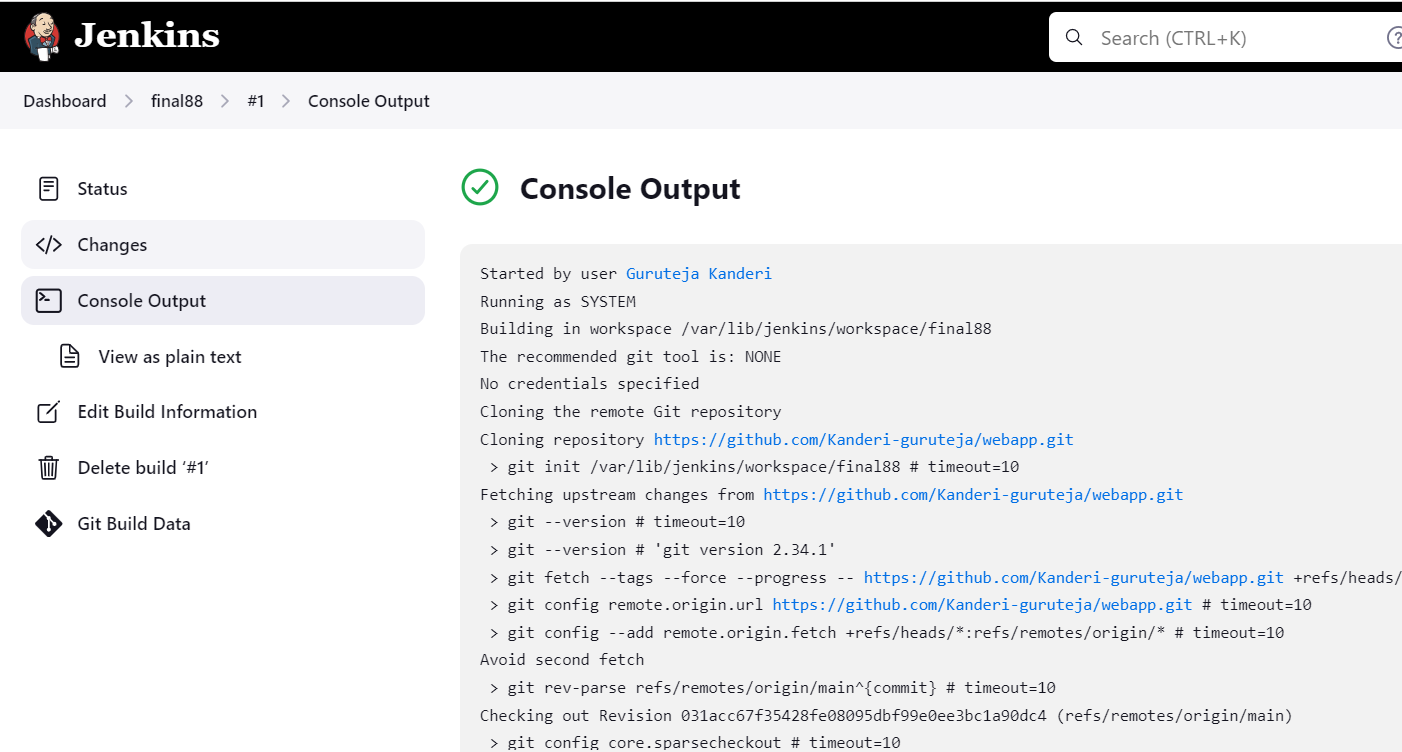 Jenkins
Search (CTRL+K)
Dashboard > final88 > #1 > Console Output
Status
Changes
Console Output
View as plain text
Edit Build Information
Delete build ‘#1’
Git Build Data
Console Output
Started by user Guruteja Kanderi
Running as SYSTEM
Building in workspace /var/lib/jenkins/workspace/final88
The recommended git tool is: NONE
No credentials specified
Cloning the remote Git repository
Cloning repository https://github.com/Kanderi-guruteja/webapp.git
> git init /var/lib/jenkins/workspace/final88 # timeout=10
Fetching upstream changes from https://github.com/Kanderi-guruteja/webapp.git
> git --version # timeout=10
> git --version # 'git version 2.34.1'
> git fetch --tags --force --progress -- https://github.com/Kanderi-guruteja/webapp.git +refs/heads/
> git config remote.origin.url https://github.com/Kanderi-guruteja/webapp.git # timeout=10
> git config --add remote.origin.fetch +refs/heads/*:refs/remotes/origin/* # timeout=10
Avoid second fetch
> git rev-parse refs/remotes/origin/main^{commit} # timeout=10
Checking out Revision 031acc67f35428fe08095dbf99e0ee3bc1a90dc4 (refs/remotes/origin/main)
> git config core.sparsecheckout # timeout=10